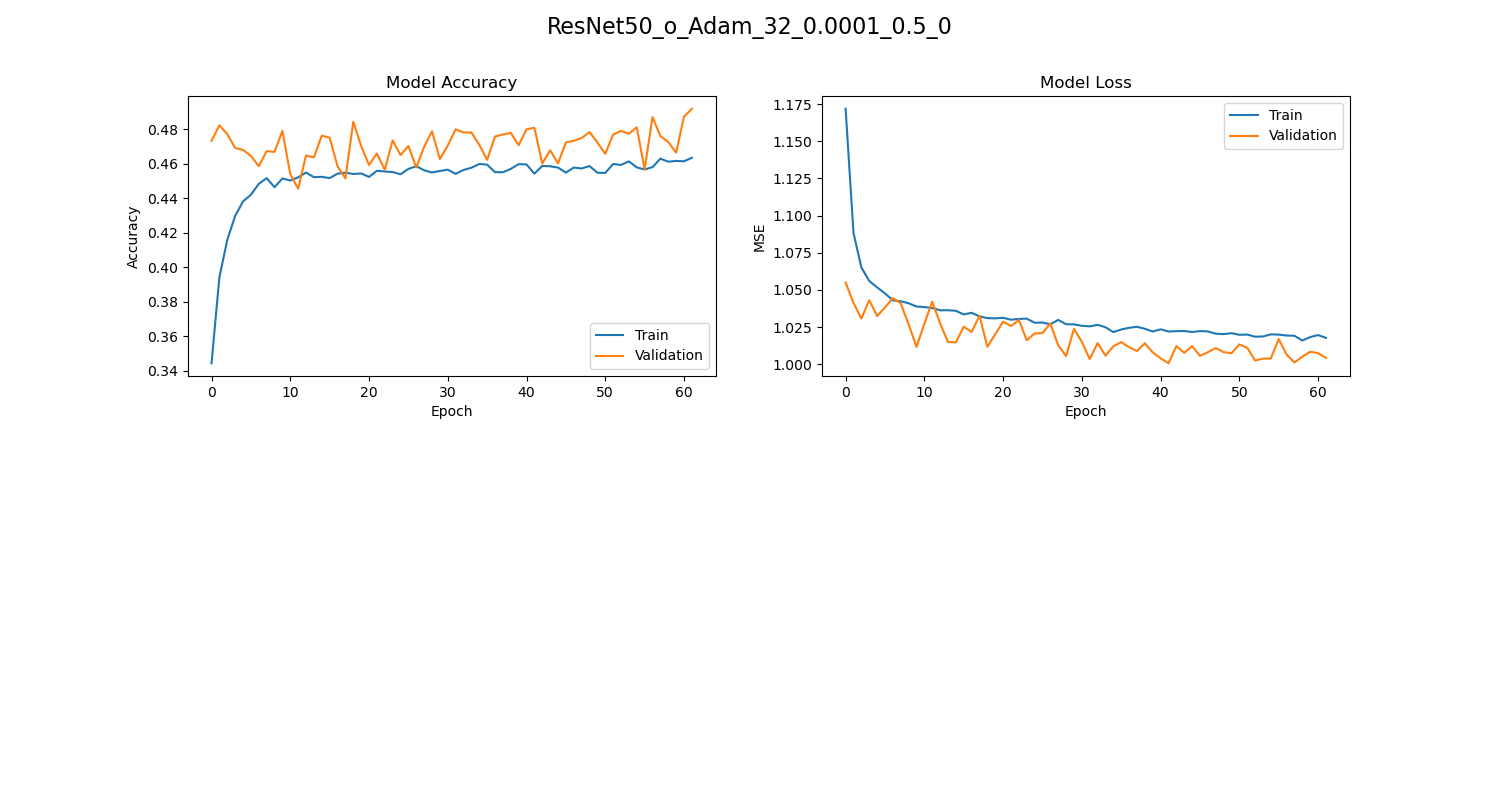 ResNet50_o_Adam_32_0.0001_0.5_0
Model Accuracy
0.48
0.46
0.44
0.42
0.40
0.38
0.36
0.34
Accuracy
0 10 20 30 40 50 60
Epoch
Train
Validation
Model Loss
1.175
1.150
1.125
1.100
1.075
1.050
1.025
1.000
MSE
0 10 20 30 40 50 60
Epoch
Train
Validation